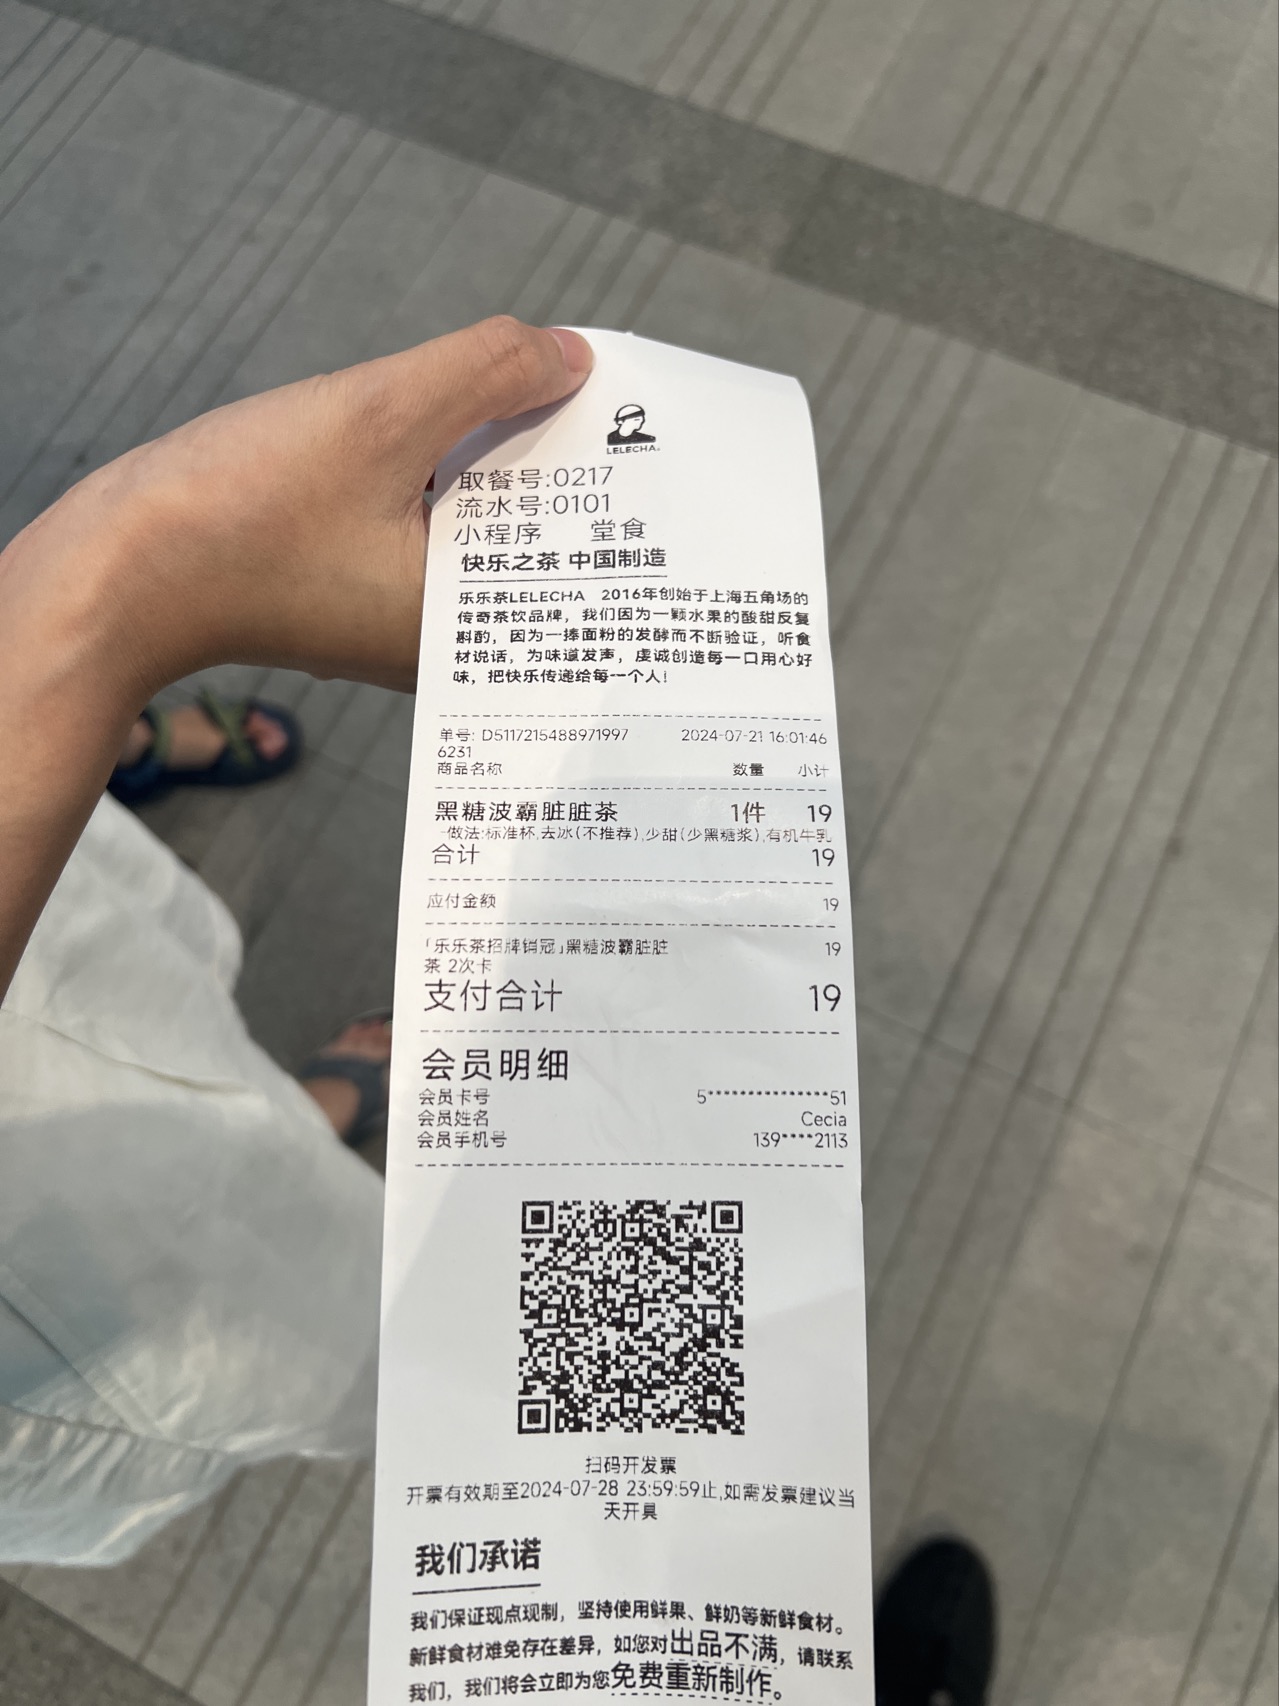 LELECHA
取餐号:0217
流水号:0101
小程序 堂食
快乐之茶 中国制造
乐乐茶LELECHA 2016年创始于上海五角场的
传奇茶饮品牌，我们因为一颗水果的酸甜反复
斟酌，因为一捧面粉的发酵而不断验证，听食
材说话，为味道发声，虔诚创造每一口用心好
味，把快乐传递给每一个人！
单号: D5117215488971997 2024-07-21 16:01:46
6231
商品名称 数量 小计
黑糖波霸脏脏茶 1件 19
-做法:标准杯,去冰(不推荐),少甜(少黑糖浆),有机牛乳
合计 19
应付金额 19
「乐乐茶招牌销冠」黑糖波霸脏脏 19
茶 2次卡
支付合计 19
会员明细
会员卡号 5***************51
会员姓名 Cecia
会员手机号 139****2113
扫码开发票
开票有效期至2024-07-28 23:59:59止,如需发票建议当
天开具
我们承诺
我们保证现点现制，坚持使用鲜果、鲜奶等新鲜食材。
新鲜食材难免存在差异，如您对出品不满，请联系
我们，我们将会立即为您免费重新制作。